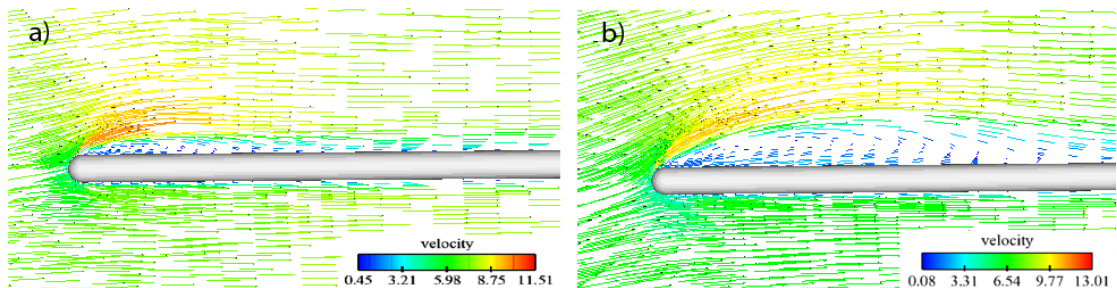 a)
velocity
0.45 3.21 5.98 8.75 11.51
b)
velocity
0.08 3.31 6.54 9.77 13.01